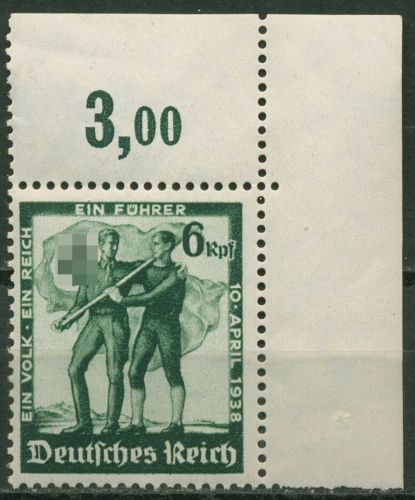 3,00
EIN VOLK · EIN REICH
EIN FÜHRER
6 Rpf
10 · APRIL 1938
Deutsches Reich